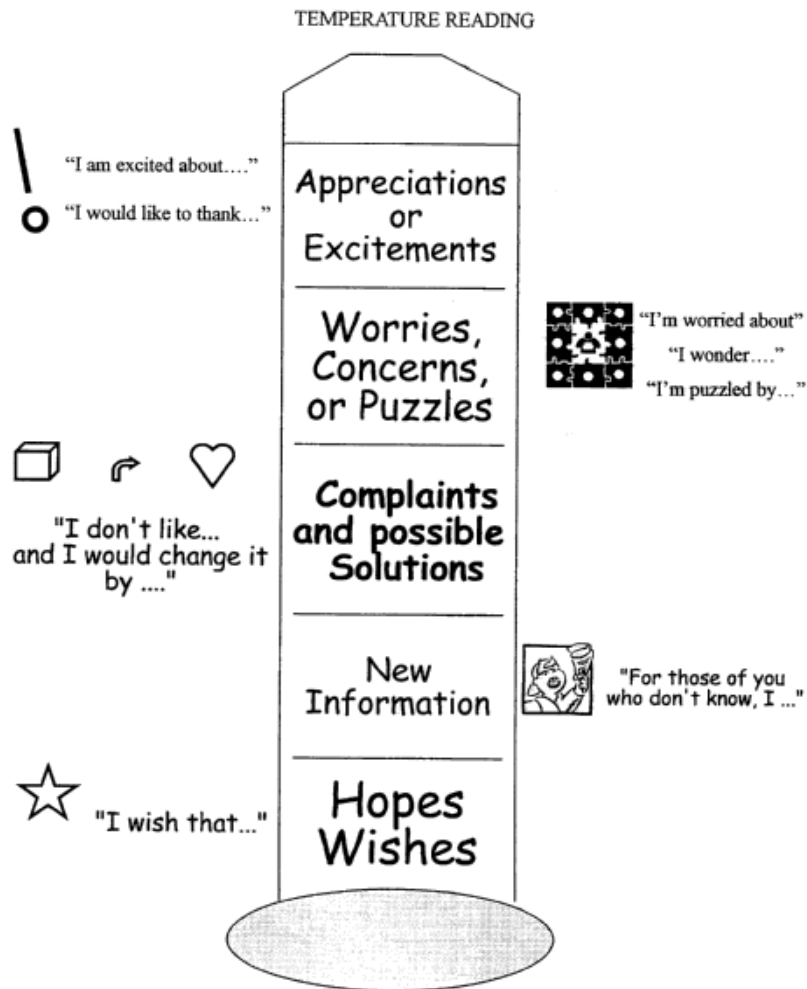 TEMPERATURE READING
“I am excited about....”
“I would like to thank...”
Appreciations
or
Excitements
Worries,
Concerns,
or Puzzles
“I'm worried about”
“I wonder....”
“I'm puzzled by...”
"I don't like...
and I would change it
by ...."
Complaints
and possible
Solutions
New
Information
"For those of you
who don't know, I ..."
"I wish that..."
Hopes
Wishes